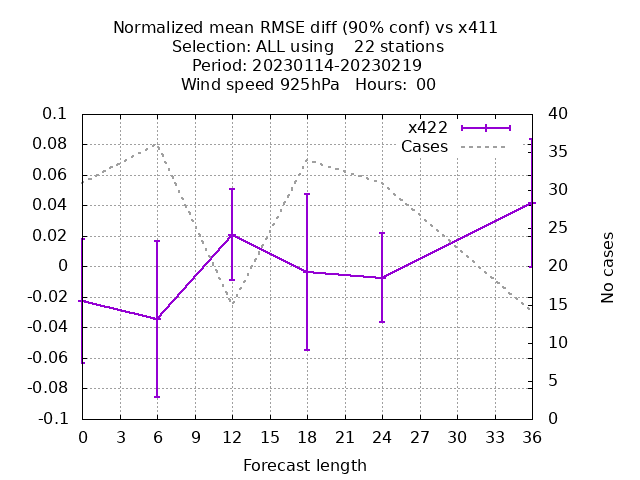 Normalized mean RMSE diff (90% conf) vs x411
Selection: ALL using    22 stations
Period: 20230114-20230219
Wind speed 925hPa   Hours:  00
x422
Cases
0.1
0.08
0.06
0.04
0.02
0
-0.02
-0.04
-0.06
-0.08
-0.1
40
35
30
25
20
15
10
5
0
No cases
0 3 6 9 12 15 18 21 24 27 30 33 36
Forecast length